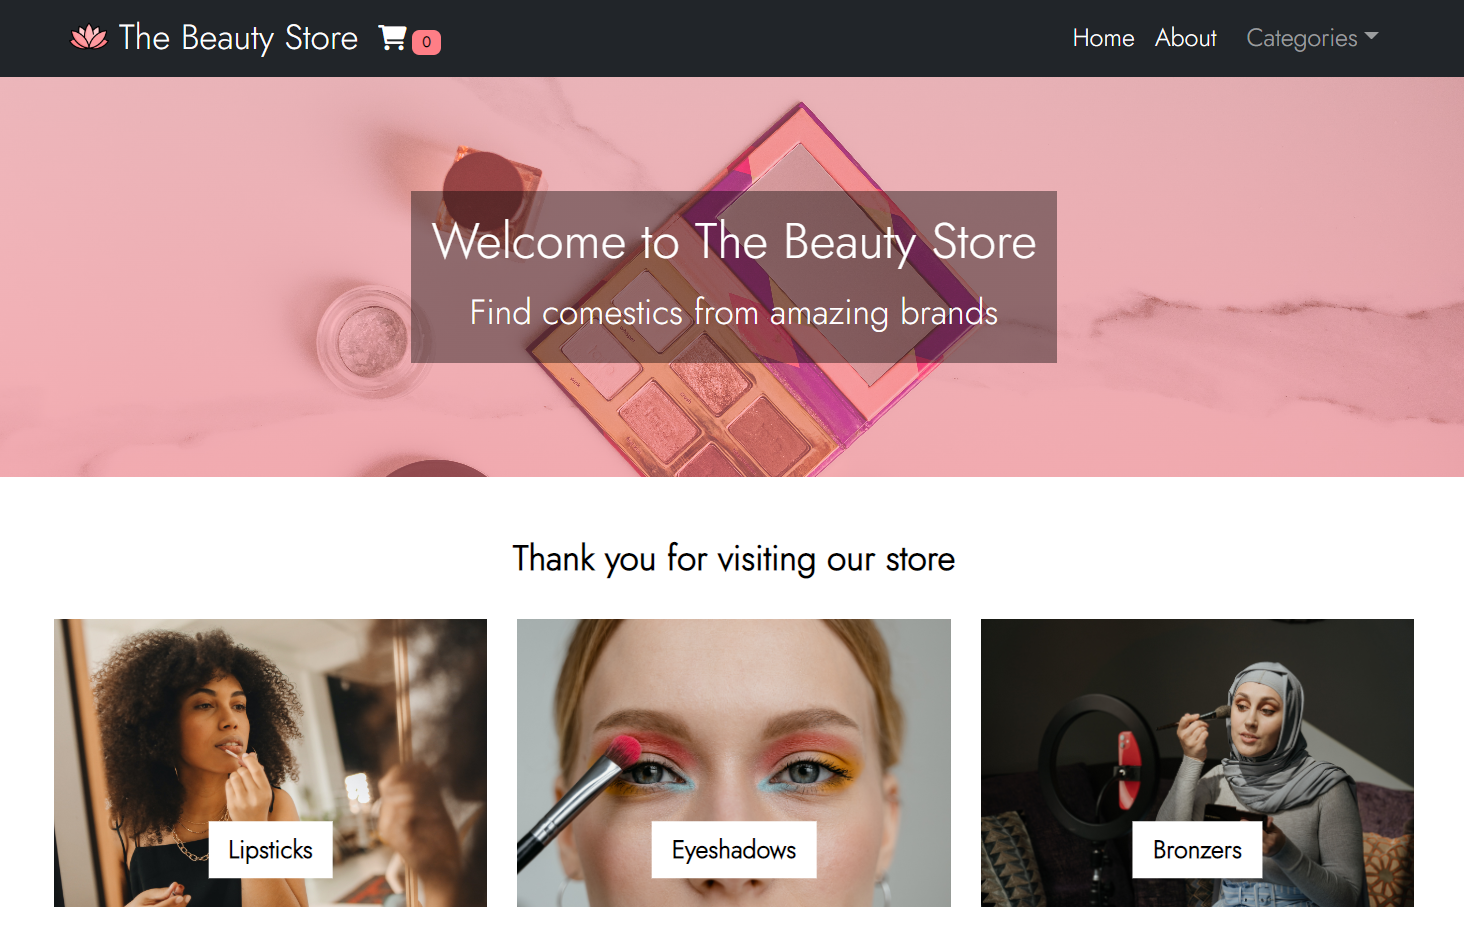 The Beauty Store 0 Home About Categories
Welcome to The Beauty Store
Find comestics from amazing brands
Thank you for visiting our store
Lipsticks Eyeshadows Bronzers